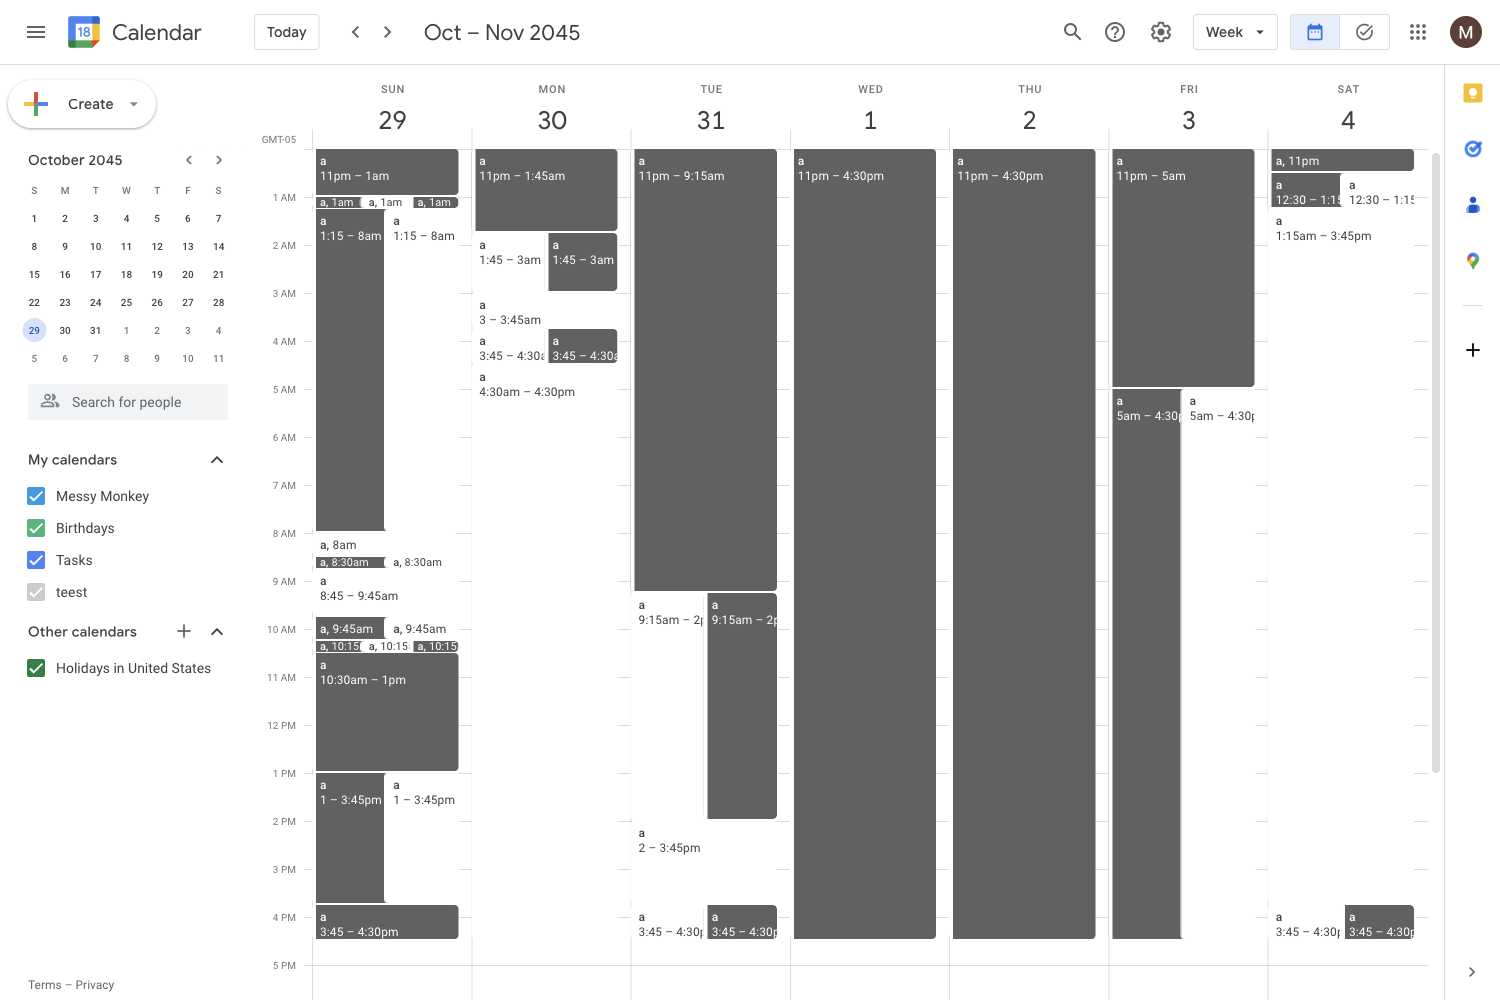 18 Calendar Today Oct – Nov 2045 Week M
Create
October 2045
S M T W T F S
1 2 3 4 5 6 7
8 9 10 11 12 13 14
15 16 17 18 19 20 21
22 23 24 25 26 27 28
29 30 31 1 2 3 4
5 6 7 8 9 10 11
Search for people
My calendars
Messy Monkey
Birthdays
Tasks
teest
Other calendars
Holidays in United States
Terms – Privacy
SUN MON TUE WED THU FRI SAT
29 30 31 1 2 3 4
GMT-05
1 AM
2 AM
3 AM
4 AM
5 AM
6 AM
7 AM
8 AM
9 AM
10 AM
11 AM
12 PM
1 PM
2 PM
3 PM
4 PM
5 PM
a
11pm – 1am
a, 1am
a, 1am
a, 1am
a
1:15 – 8am
a
1:15 – 8am
a, 8am
a, 8:30am
a, 8:30am
a
8:45 – 9:45am
a, 9:45am
a, 9:45am
a, 10:15
a, 10:15
a, 10:15
a
10:30am – 1pm
a
1 – 3:45pm
a
1 – 3:45pm
a
3:45 – 4:30pm
a
11pm – 1:45am
a
1:45 – 3am
a
1:45 – 3am
a
3 – 3:45am
a
3:45 – 4:30a
a
3:45 – 4:30a
a
4:30am – 4:30pm
a
11pm – 9:15am
a
9:15am – 2p
a
9:15am – 2p
a
2 – 3:45pm
a
3:45 – 4:30p
a
3:45 – 4:30p
a
11pm – 4:30pm
a
11pm – 4:30pm
a
11pm – 5am
a
5am – 4:30p
a
5am – 4:30p
a, 11pm
a
12:30 – 1:15
a
12:30 – 1:15
a
1:15am – 3:45pm
a
3:45 – 4:30p
a
3:45 – 4:30p